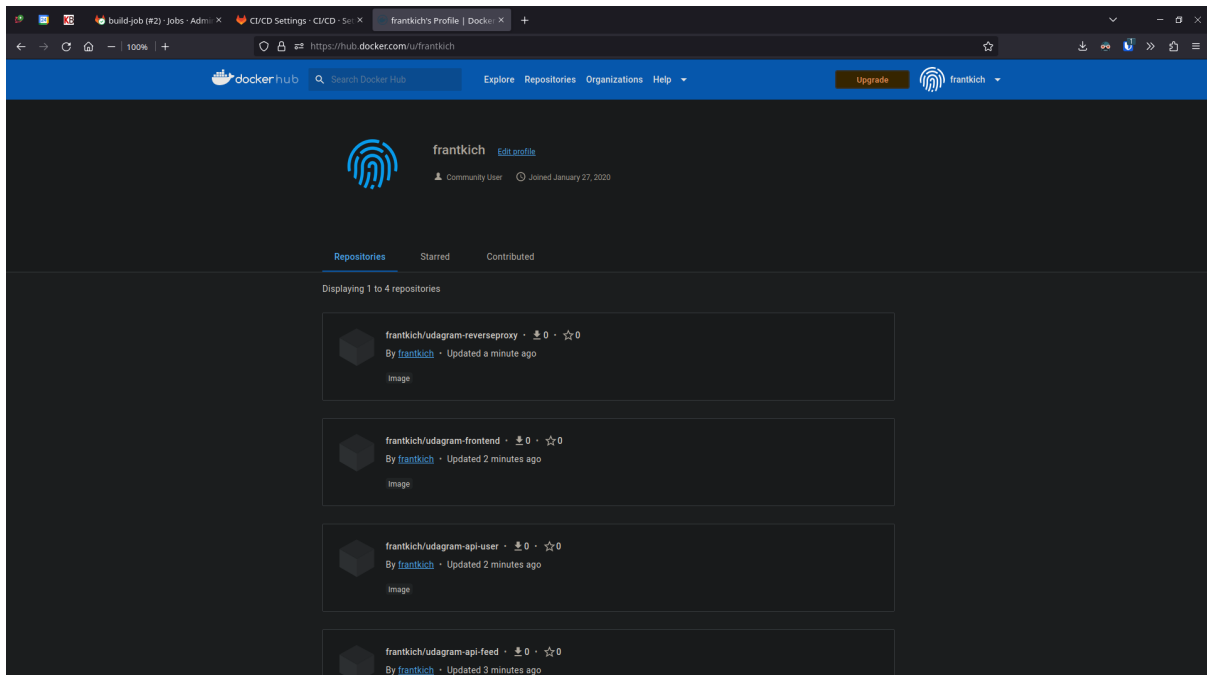 build-job (#2) · Jobs · Admi
CI/CD Settings · CI/CD · Set
frantkich's Profile | Docker
100%
https://hub.docker.com/u/frantkich
dockerhub
Search Docker Hub
Explore
Repositories
Organizations
Help
Upgrade
frantkich
frantkich
Edit profile
Community User
Joined January 27, 2020
Repositories
Starred
Contributed
Displaying 1 to 4 repositories
frantkich/udagram-reverseproxy · 0 · 0
By frantkich · Updated a minute ago
Image
frantkich/udagram-frontend · 0 · 0
By frantkich · Updated 2 minutes ago
Image
frantkich/udagram-api-user · 0 · 0
By frantkich · Updated 2 minutes ago
Image
frantkich/udagram-api-feed · 0 · 0
By frantkich · Updated 3 minutes ago